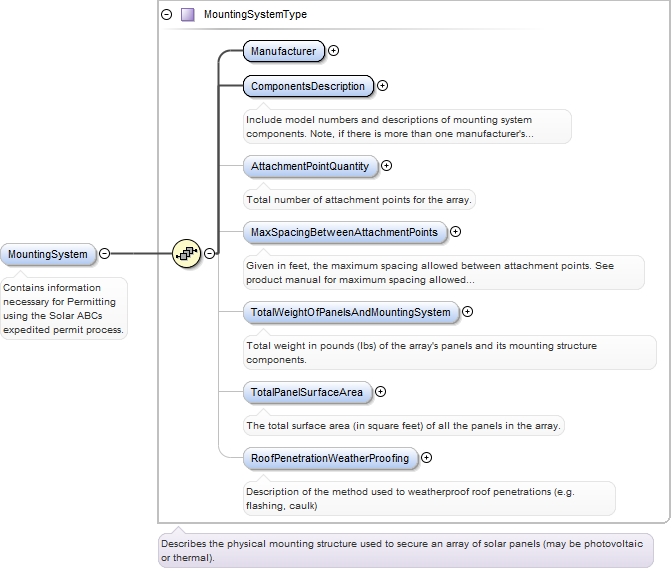 MountingSystemType
Manufacturer
ComponentsDescription
Include model numbers and descriptions of mounting system
components. Note, if there is more than one manufacturer's...
AttachmentPointQuantity
Total number of attachment points for the array.
MaxSpacingBetweenAttachmentPoints
Given in feet, the maximum spacing allowed between attachment points. See
product manual for maximum spacing allowed...
MountingSystem
Contains information
necessary for Permitting
using the Solar ABCs
expedited permit process.
TotalWeightOfPanelsAndMountingSystem
Total weight in pounds (lbs) of the array's panels and its mounting structure
components.
TotalPanelSurfaceArea
The total surface area (in square feet) of all the panels in the array.
RoofPenetrationWeatherProofing
Description of the method used to weatherproof roof penetrations (e.g.
flashing, caulk)
Describes the physical mounting structure used to secure an array of solar panels (may be photovoltaic
or thermal).